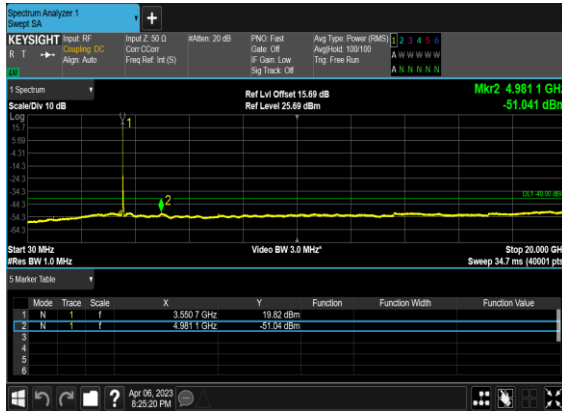 Spectrum Analyzer 1
Swept SA
KEYSIGHT
R T
LXI
Input: RF
Coupling: DC
Align: Auto
Input Z: 50 Ω
Corr CCorr
Freq Ref: Int (S)
#Atten: 20 dB
PNO: Fast
Gate: Off
IF Gain: Low
Sig Track: Off
Avg Type: Power (RMS)
Avg|Hold: 100/100
Trig: Free Run
1 2 3 4 5 6
A W W W W W
A N N N N N
1 Spectrum
Scale/Div 10 dB
Ref Lvl Offset 15.69 dB
Ref Level 25.69 dBm
Mkr2 4.981 1 GHz
-51.041 dBm
Log
15.7
5.69
-4.31
-14.3
-24.3
-34.3
-44.3
-54.3
-64.3
1
2
DL1 -40.00 dBm
Start 30 MHz
Video BW 3.0 MHz*
Stop 20.000 GHz
#Res BW 1.0 MHz
Sweep 34.7 ms (40001 pts)
5 Marker Table
Mode Trace Scale X Y Function Function Width Function Value
1 N 1 f 3.550 7 GHz 19.82 dBm
2 N 1 f 4.981 1 GHz -51.04 dBm
3
4
5
6
?
Apr 06, 2023
8:25:20 PM